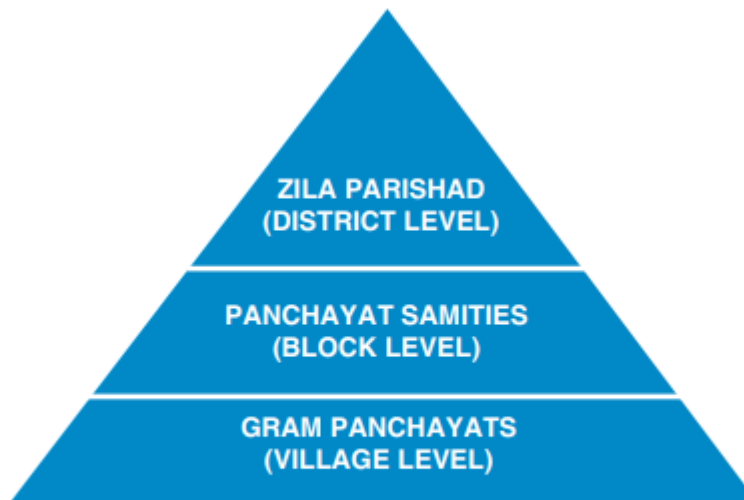 ZILA PARISHAD
(DISTRICT LEVEL)
PANCHAYAT SAMITIES
(BLOCK LEVEL)
GRAM PANCHAYATS
(VILLAGE LEVEL)